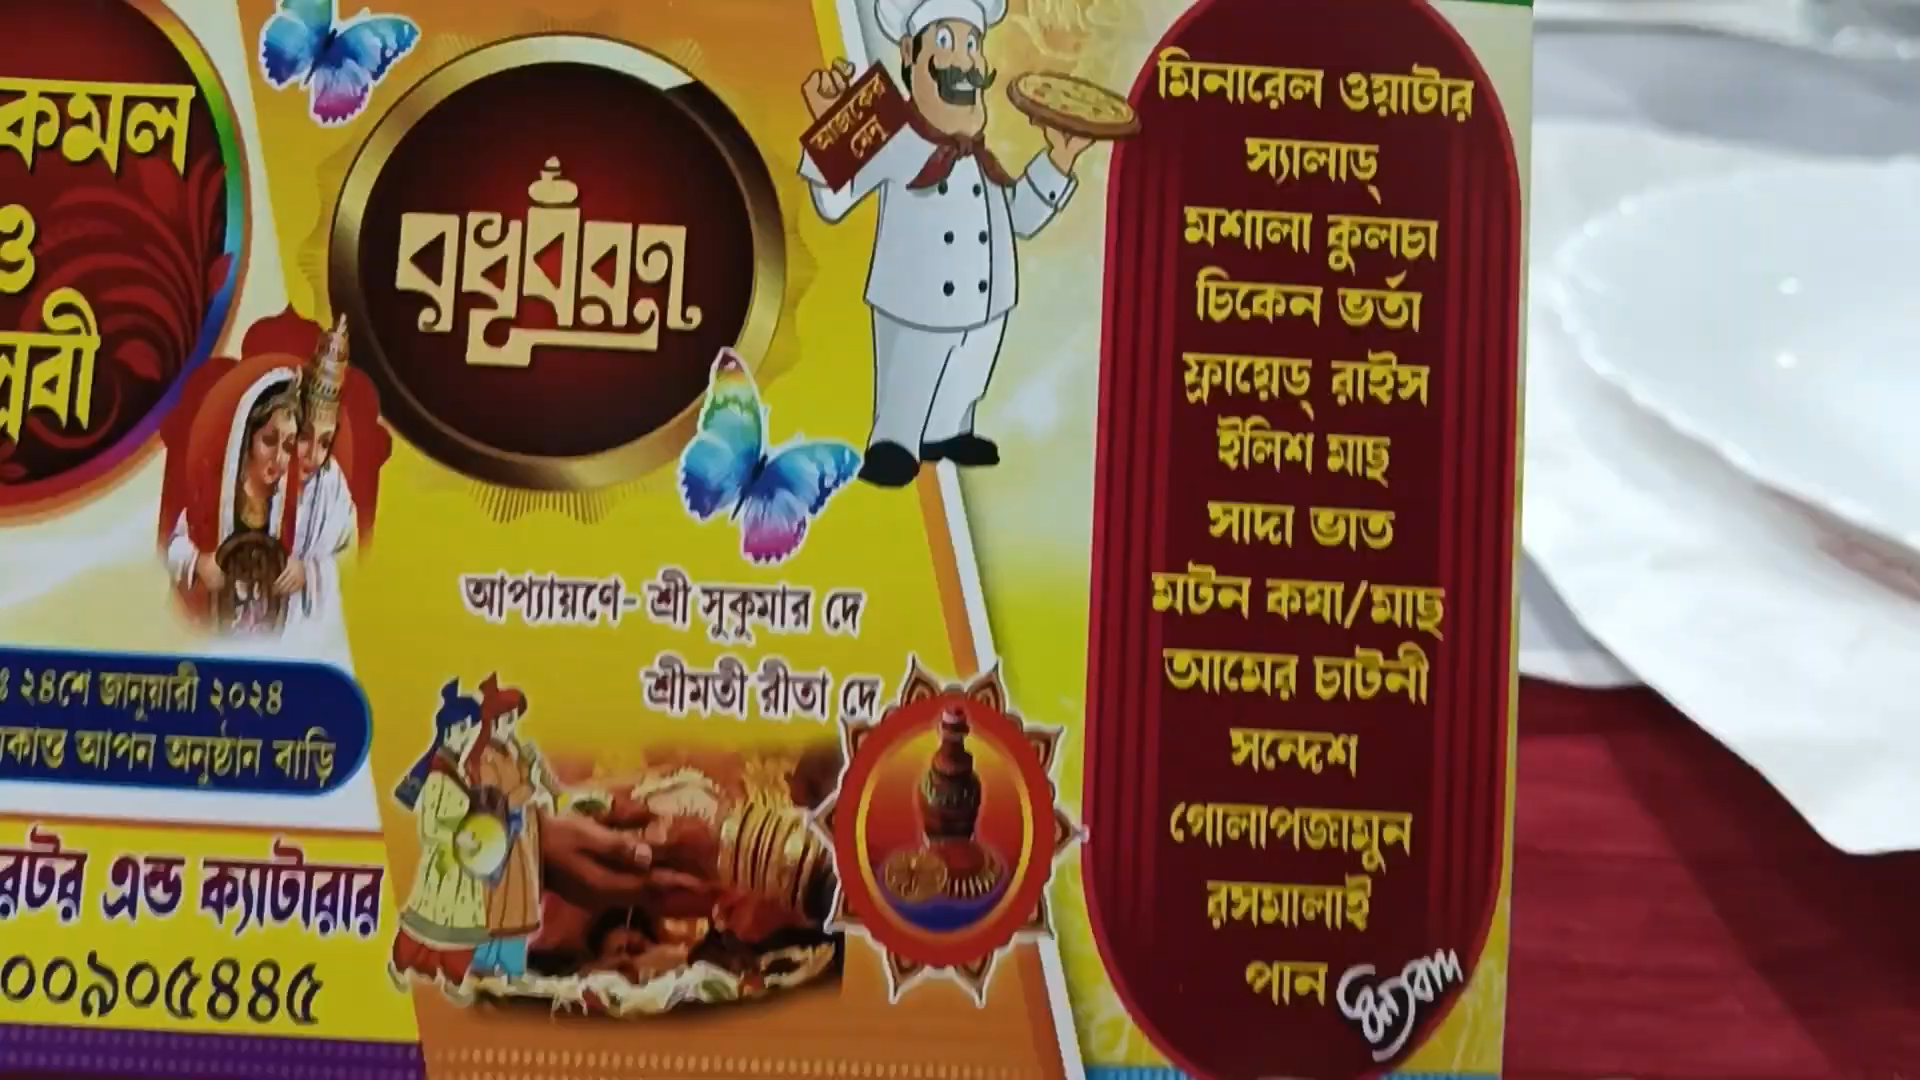 কমল
ও
বধূবরণ
আজকের
মেনু
আপ্যায়ণে- শ্রী সুকুমার দে
শ্রীমতী রীতা দে
২৪শে জানুয়ারী ২০২৪
আপন অনুষ্ঠান বাড়ি
এন্ড ক্যাটারার
০০৯০৫৪৪৫
মিনারেল ওয়াটার
স্যালাড্
মশালা কুলচা
চিকেন ভর্তা
ফ্রায়েড্ রাইস
ইলিশ মাছ
সাদা ভাত
মটন কষা/মাছ
আমের চাটনী
সন্দেশ
গোলাপজামুন
রসমালাই
পান
ধন্যবাদ